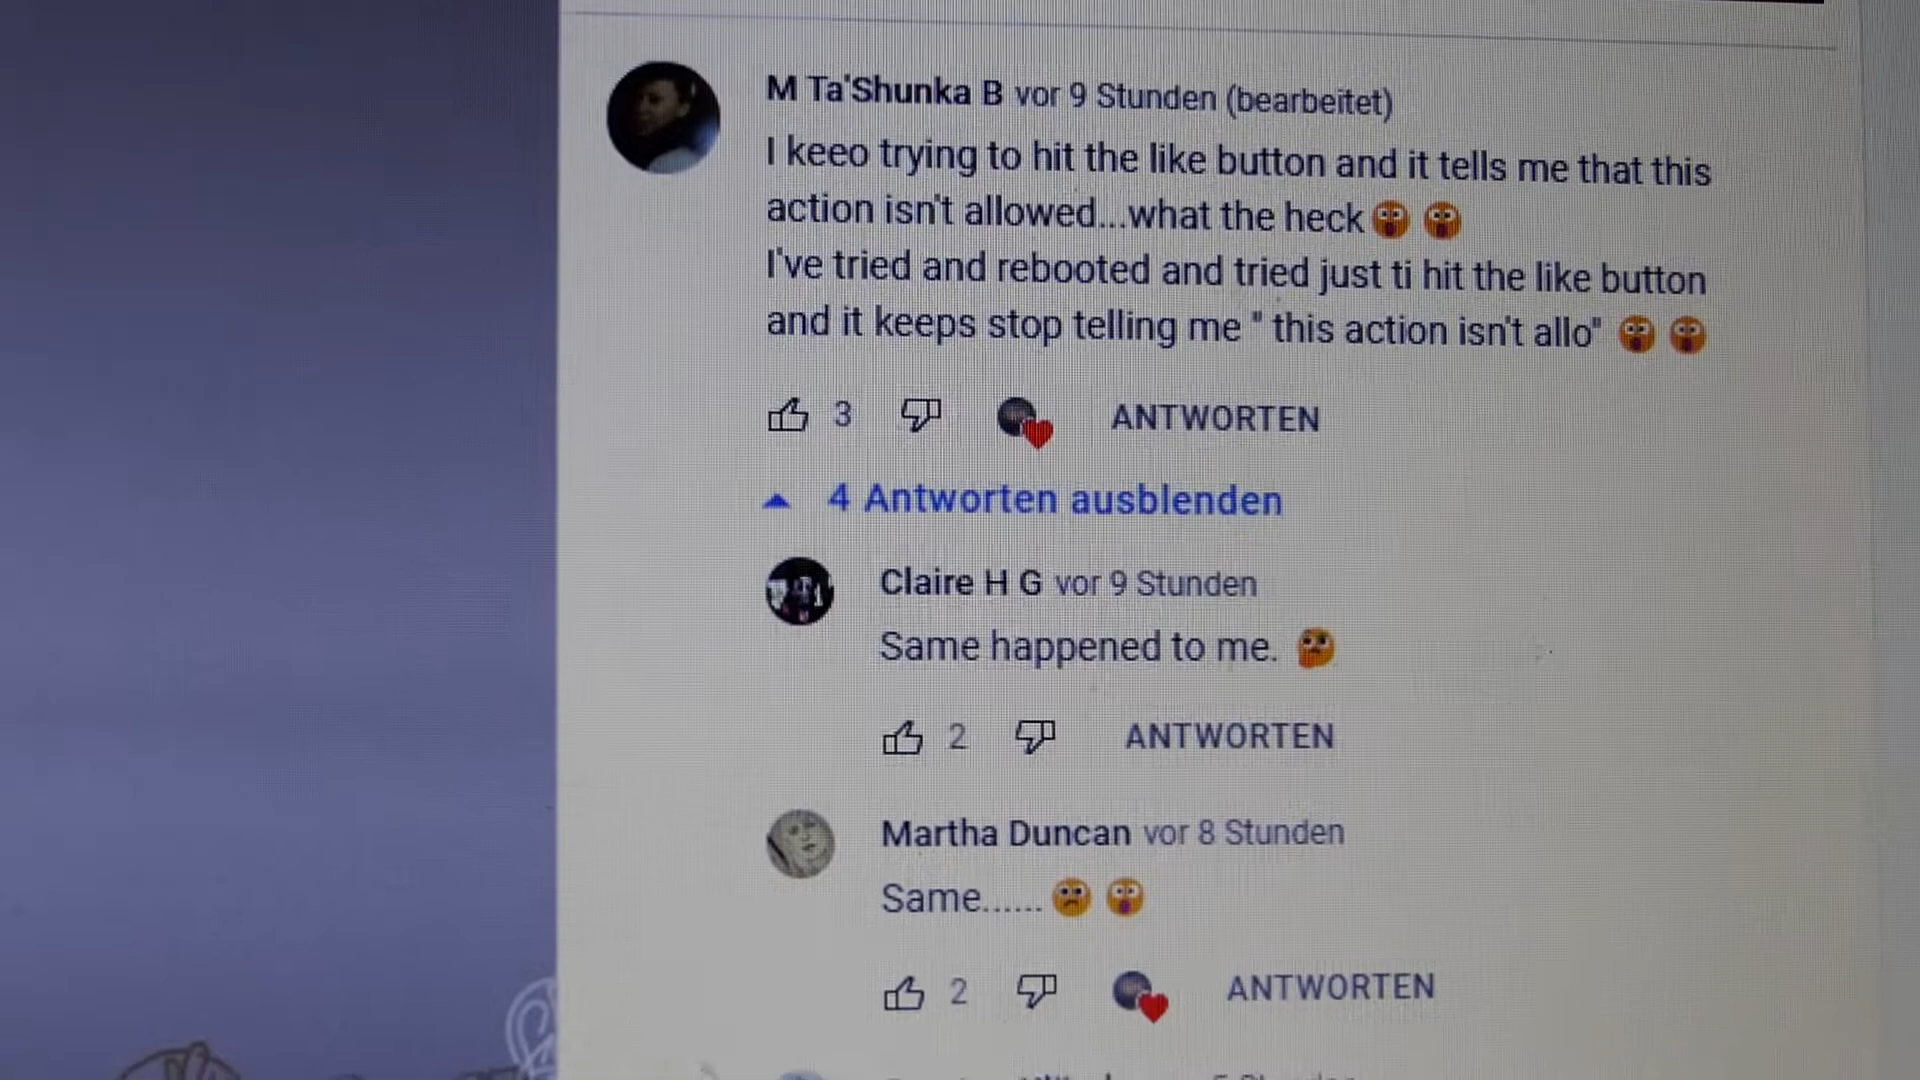 M Ta'Shunka B vor 9 Stunden (bearbeitet)
I keeo trying to hit the like button and it tells me that this
action isn't allowed...what the heck😱😱
I've tried and rebooted and tried just ti hit the like button
and it keeps stop telling me " this action isn't allo" 😱😱
3 ANTWORTEN
4 Antworten ausblenden
Claire H G vor 9 Stunden
Same happened to me. 🤔
2 ANTWORTEN
Martha Duncan vor 8 Stunden
Same......😟😱
2 ANTWORTEN